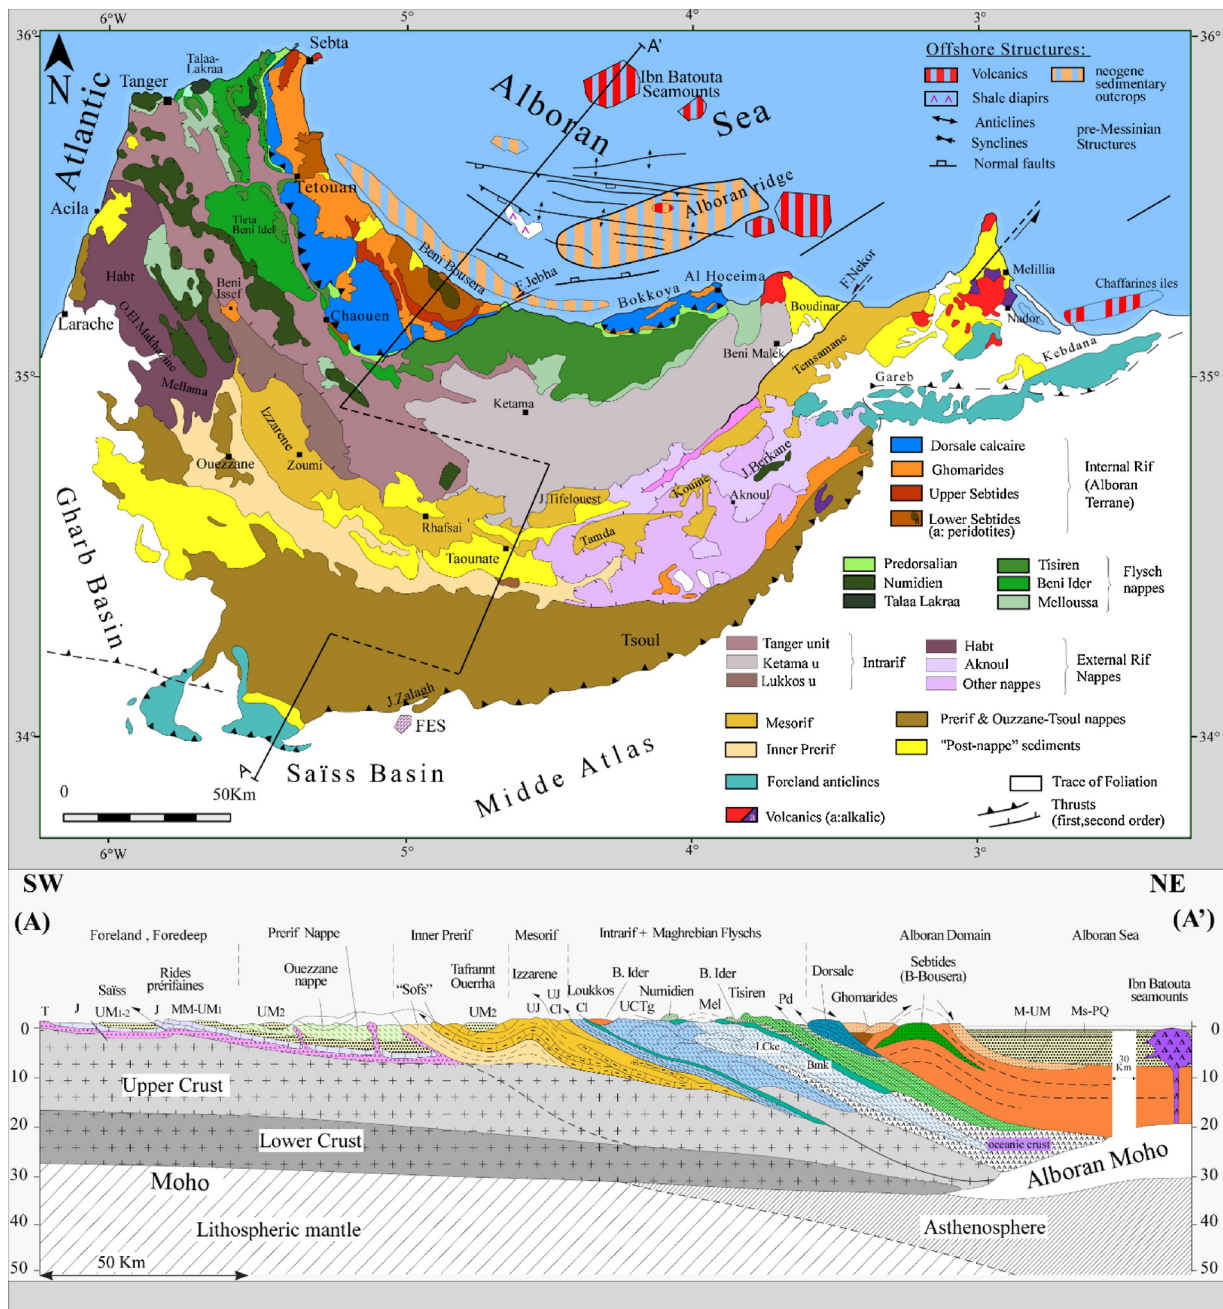 6°W
5°
4°
3°
36°
36°
N
Atlantic
Talaa-
Lakraa
Sebta
Tanger
A'
Ibn Batouta
Seamounts
Alboran
Sea
Offshore Structures:
Volcanics
neogene
sedimentary
outcrops
Shale diapirs
Anticlines
Synclines
pre-Messinian
Structures
Normal faults
Acila
Tetouan
Tleta
Beni Ider
Alboran ridge
Habt
Beni
Issef
Beni Bousera
F.Jebha
Bokkoya
Al Hoceima
F.Nekor
Boudinar
Melillia
Chaffarines iles
Nador
Larache
Chaouen
O El Makhazine
Beni Malék
Temsamane
Kebdana
35°
35°
Mellama
Gareb
Izzarene
Ketama
Ouezzane
Zoumi
J.Berkane
Kouine
Aknoul
J.Tifelouest
Rhafsai
Tamda
Taounate
Gharb Basin
Tsoul
J.Zalagh
FES
34°
34°
A
Saïss Basin
Midde Atlas
0
50Km
Dorsale calcaire
Ghomarides
Upper Sebtides
Lower Sebtides
(a: peridotites)
Internal Rif
(Alboran
Terrane)
Predorsalian
Numidien
Talaa Lakraa
Tisiren
Beni Ider
Melloussa
Flysch
nappes
Tanger unit
Ketama u
Lukkos u
Intrarif
Habt
Aknoul
Other nappes
External Rif
Nappes
Mesorif
Prerif & Ouzzane-Tsoul nappes
Inner Prerif
"Post-nappe" sediments
Foreland anticlines
Trace of Foliation
a
Volcanics (a:alkalic)
Thrusts
(first,second order)
6°W
5°
4°
3°
SW
NE
(A)
(A')
Foreland , Foredeep
Prerif Nappe
Inner Prerif
Mesorif
Intrarif + Maghrebian Flyschs
Alboran Domain
Alboran Sea
Saïss
Rides
prérifaines
Ouezzane
nappe
"Sofs"
Tafrannt
Ouerrha
Izzarene
Loukkos
B. Ider
Numidien
B. Ider
Tisiren
Dorsale
Ghomarides
Sebtides
(B-Bousera)
Ibn Batouta
seamounts
T
J
UM1-2
J
MM-UM1
UM2
UM2
UJ
UJ
CI
CI
UCTg
Mel
Pd
M-UM
Ms-PQ
LCke
Bmk
30
Km
0
10
20
30
40
50
0
10
20
30
40
50
Upper Crust
Lower Crust
Moho
Lithospheric mantle
oceanic crust
Alboran Moho
Asthenosphere
50 Km